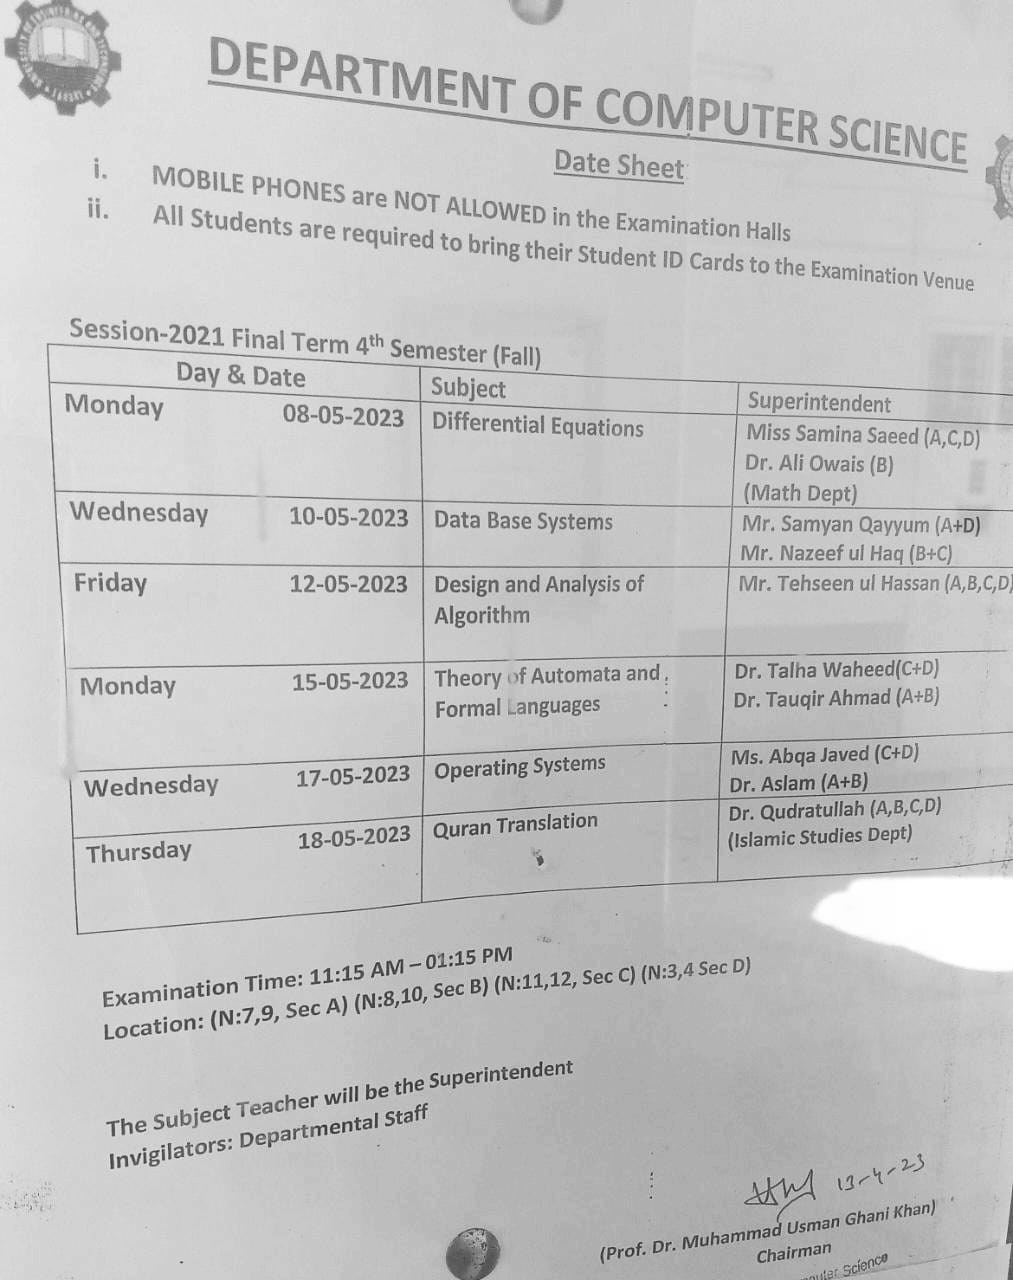 DEPARTMENT OF COMPUTER SCIENCE
Date Sheet
i. MOBILE PHONES are NOT ALLOWED in the Examination Halls
ii. All Students are required to bring their Student ID Cards to the Examination Venue
Session-2021 Final Term 4th Semester (Fall)
Day & Date Subject Superintendent
Monday 08-05-2023 Differential Equations Miss Samina Saeed (A,C,D)
Dr. Ali Owais (B)
(Math Dept)
Wednesday 10-05-2023 Data Base Systems Mr. Samyan Qayyum (A+D)
Mr. Nazeef ul Haq (B+C)
Friday 12-05-2023 Design and Analysis of Mr. Tehseen ul Hassan (A,B,C,D)
Algorithm
Monday 15-05-2023 Theory of Automata and Dr. Talha Waheed(C+D)
Formal Languages Dr. Tauqir Ahmad (A+B)
Wednesday 17-05-2023 Operating Systems Ms. Abqa Javed (C+D)
Dr. Aslam (A+B)
Thursday 18-05-2023 Quran Translation Dr. Qudratullah (A,B,C,D)
(Islamic Studies Dept)
Examination Time: 11:15 AM – 01:15 PM
Location: (N:7,9, Sec A) (N:8,10, Sec B) (N:11,12, Sec C) (N:3,4 Sec D)
The Subject Teacher will be the Superintendent
Invigilators: Departmental Staff
13-4-23
(Prof. Dr. Muhammad Usman Ghani Khan)
Chairman
Science